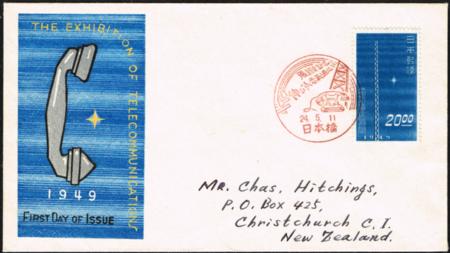 THE EXHIBITION OF TELECOMMUNICATIONS
1949
FIRST DAY OF ISSUE
24.5.11
日本橋
日本郵便
20.00
1949
Mr. Chas. Hitchings,
P.O. Box 425,
Christchurch C.I.
New Zealand.